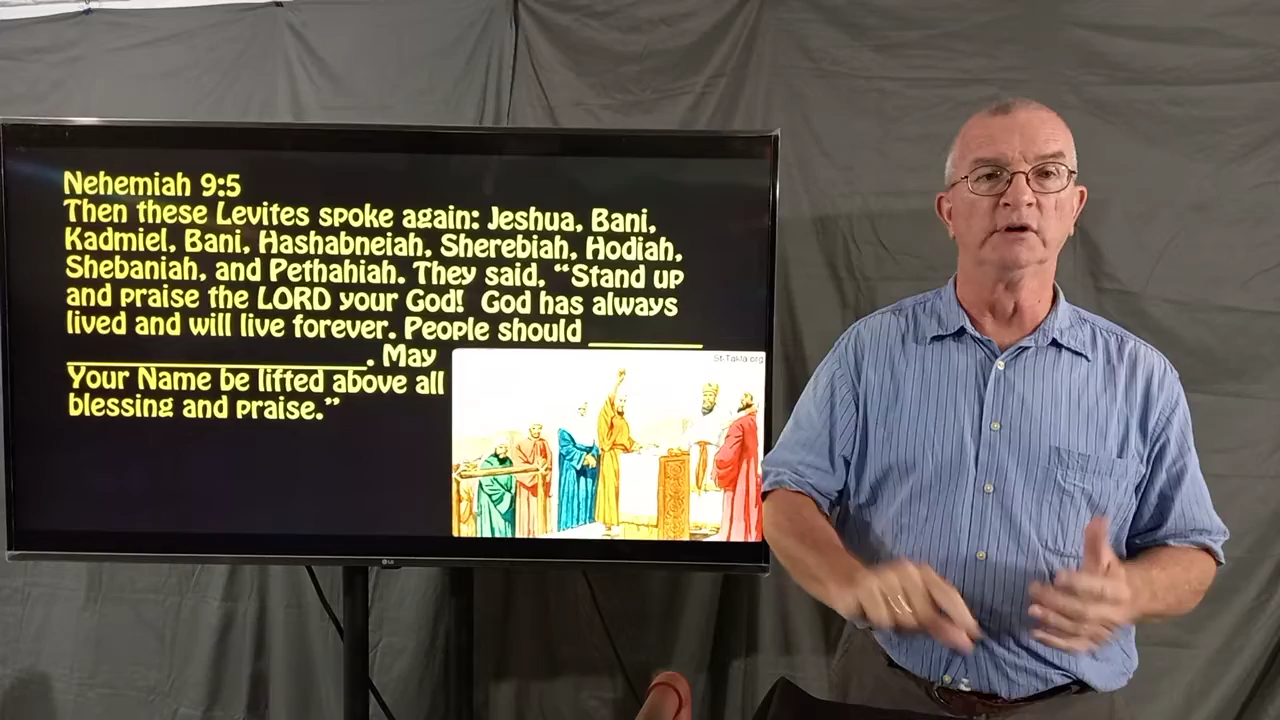 Nehemiah 9:5
Then these Levites spoke again: Jeshua, Bani,
Kadmiel, Bani, Hashabneiah, Sherebiah, Hodiah,
Shebaniah, and Pethahiah. They said, “Stand up
and praise the LORD your God!  God has always
lived and will live forever. People should ________
______________________. May
Your Name be lifted above all
blessing and praise.”
St-Takla.org
LG